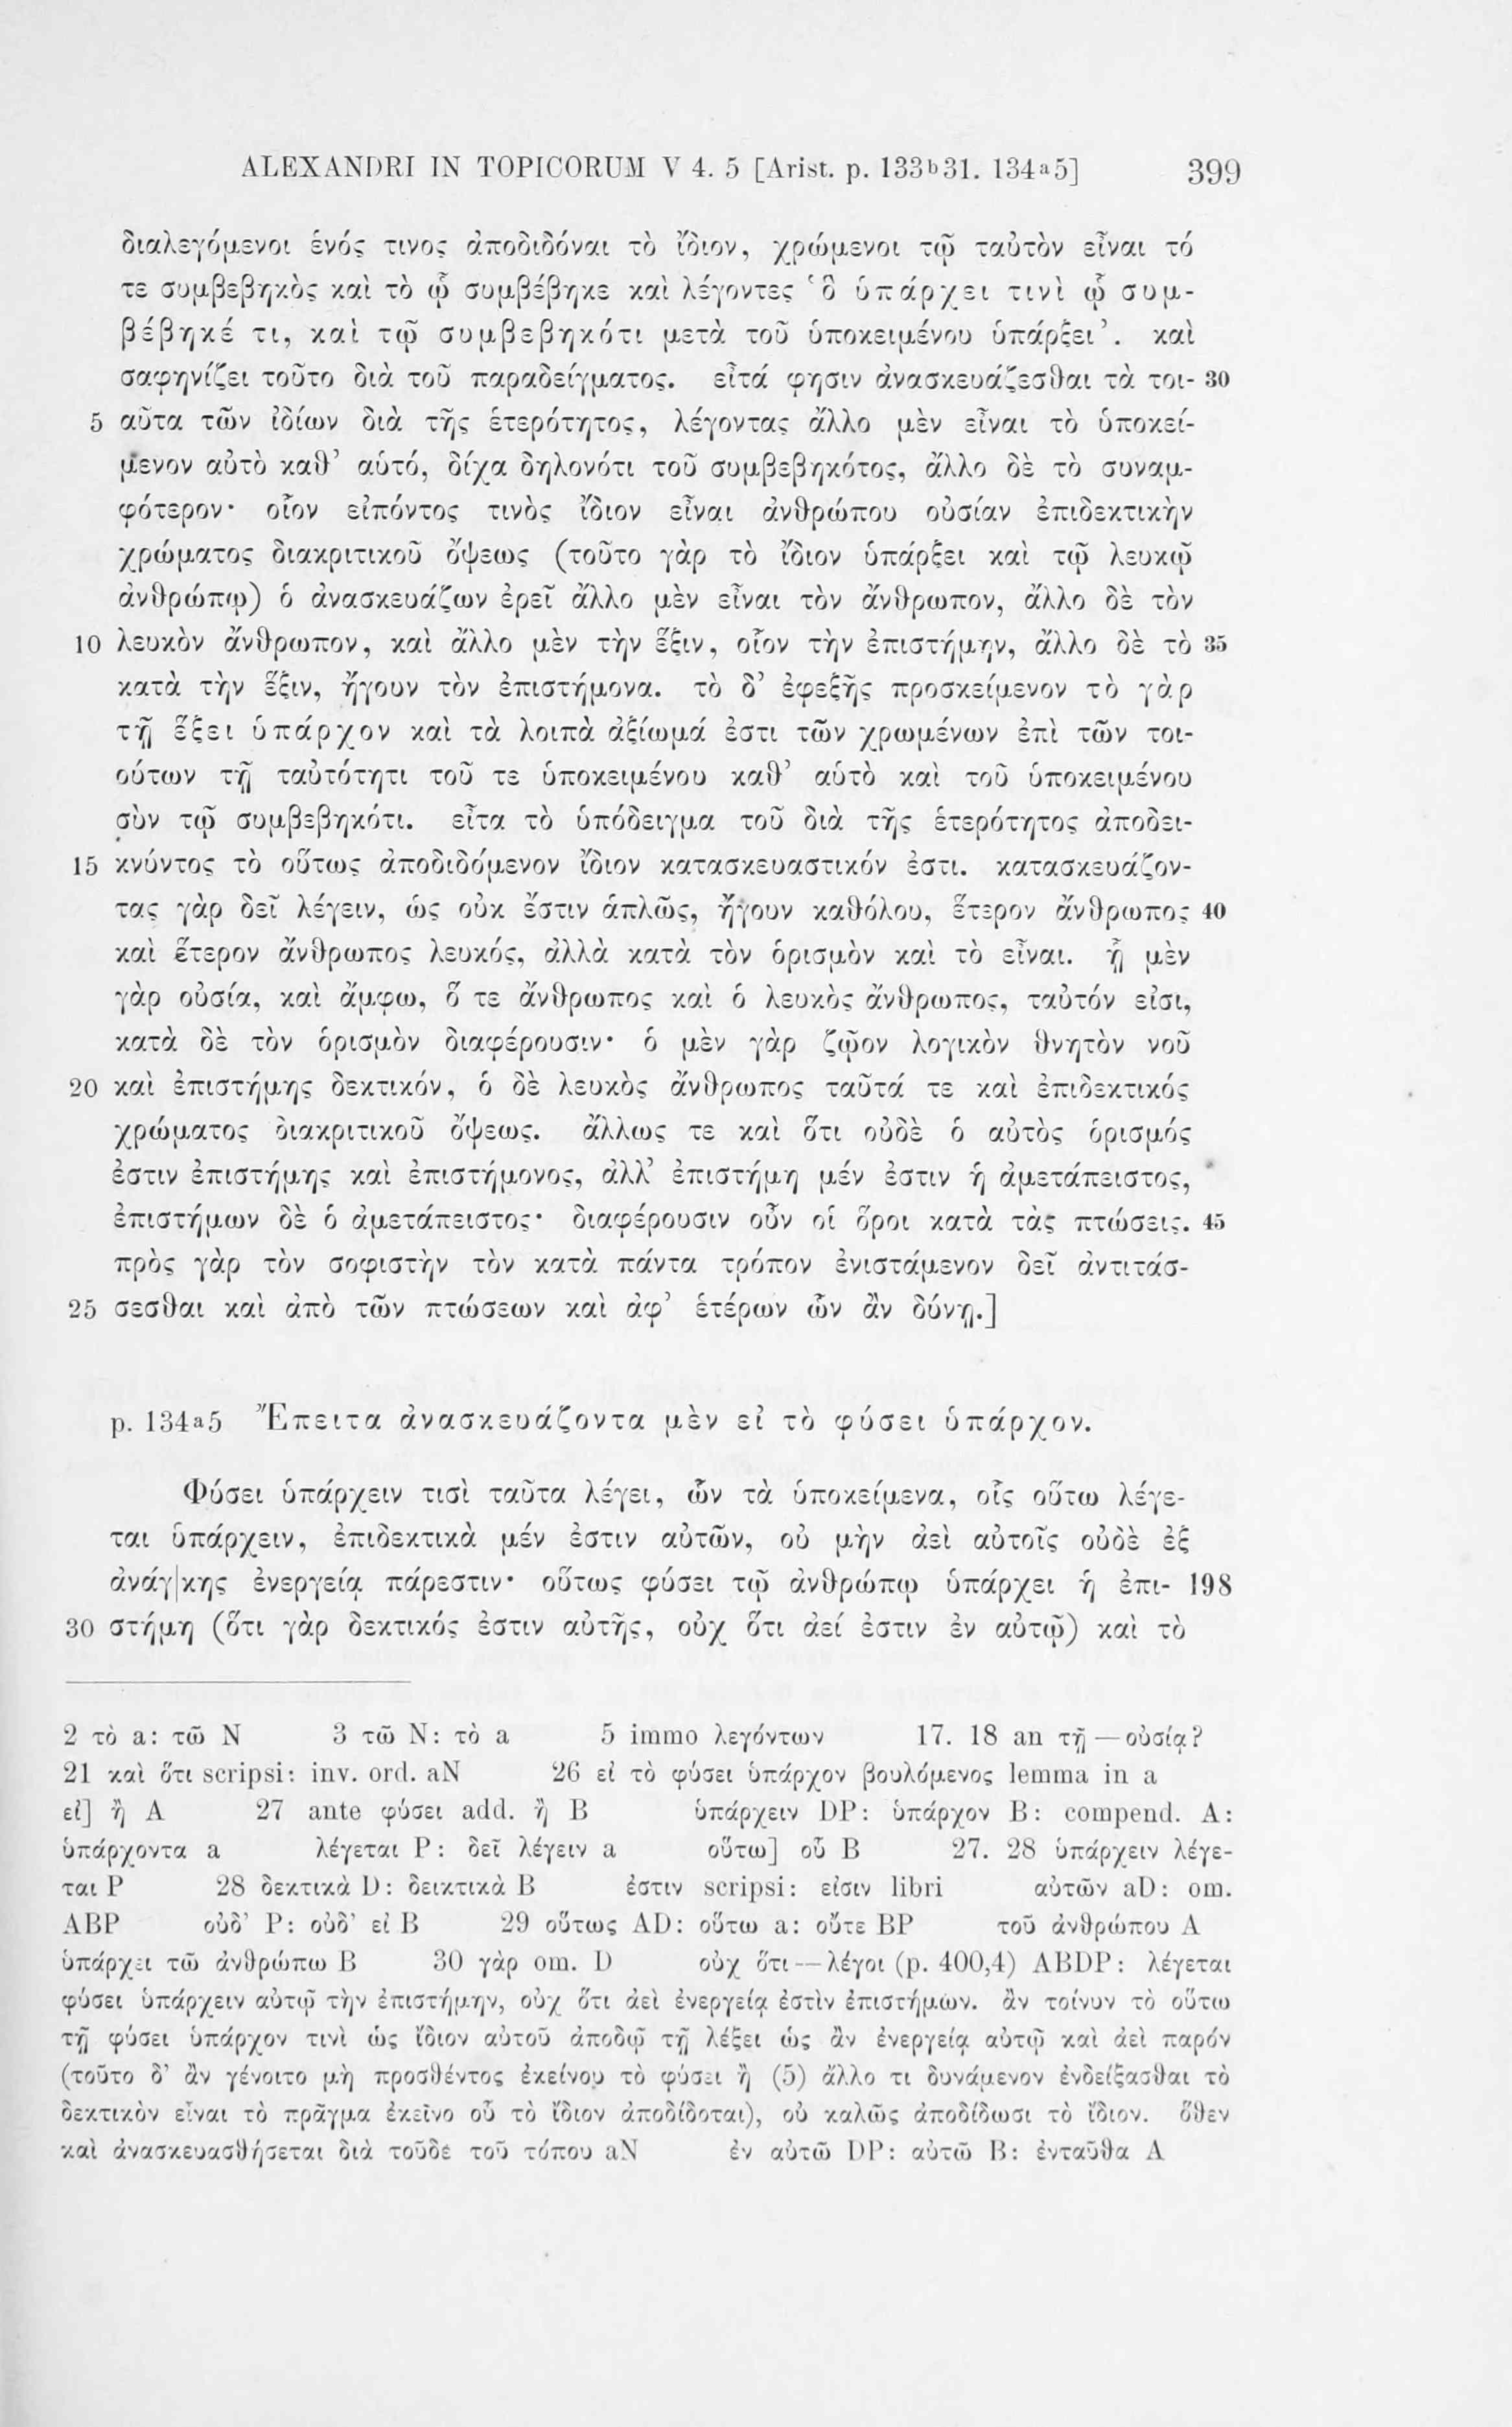 ALEXANDRI IN TOPICORUM V 4. 5 [Arist. p. 133ᵇ31. 134ᵃ5] 399
διαλεγόμενοι ἑνός τινος ἀποδιδόναι τὸ ἴδιον, χρώμενοι τῷ ταὐτὸν εἶναι τό
τε συμβεβηκὸς καὶ τὸ ᾧ συμβέβηκε καὶ λέγοντες ‘ὃ ὑπάρχει τινὶ ᾧ συμ-
βέβηκέ τι, καὶ τῷ συμβεβηκότι μετὰ τοῦ ὑποκειμένου ὑπάρξει’. καὶ
σαφηνίζει τοῦτο διὰ τοῦ παραδείγματος. εἶτά φησιν ἀνασκευάζεσθαι τὰ τοι- 30
5 αῦτα τῶν ἰδίων διὰ τῆς ἑτερότητος, λέγοντας ἄλλο μὲν εἶναι τὸ ὑποκεί-
μενον αὐτὸ καθ’ αὑτό, δίχα δηλονότι τοῦ συμβεβηκότος, ἄλλο δὲ τὸ συναμ-
φότερον· οἷον εἰπόντος τινὸς ἴδιον εἶναι ἀνθρώπου οὐσίαν ἐπιδεκτικὴν
χρώματος διακριτικοῦ ὄψεως (τοῦτο γὰρ τὸ ἴδιον ὑπάρξει καὶ τῷ λευκῷ
ἀνθρώπῳ) ὁ ἀνασκευάζων ἐρεῖ ἄλλο μὲν εἶναι τὸν ἄνθρωπον, ἄλλο δὲ τὸν
10 λευκὸν ἄνθρωπον, καὶ ἄλλο μὲν τὴν ἕξιν, οἷον τὴν ἐπιστήμην, ἄλλο δὲ τὸ 35
κατὰ τὴν ἕξιν, ἤγουν τὸν ἐπιστήμονα. τὸ δ’ ἐφεξῆς προσκείμενον τὸ γὰρ
τῇ ἕξει ὑπάρχον καὶ τὰ λοιπὰ ἀξίωμά ἐστι τῶν χρωμένων ἐπὶ τῶν τοι-
ούτων τῇ ταὐτότητι τοῦ τε ὑποκειμένου καθ’ αὑτὸ καὶ τοῦ ὑποκειμένου
σὺν τῷ συμβεβηκότι. εἶτα τὸ ὑπόδειγμα τοῦ διὰ τῆς ἑτερότητος ἀποδει-
15 κνύντος τὸ οὕτως ἀποδιδόμενον ἴδιον κατασκευαστικόν ἐστι. κατασκευάζον-
τας γὰρ δεῖ λέγειν, ὡς οὐκ ἔστιν ἁπλῶς, ἤγουν καθόλου, ἕτερον ἄνθρωπος 40
καὶ ἕτερον ἄνθρωπος λευκός, ἀλλὰ κατὰ τὸν ὁρισμὸν καὶ τὸ εἶναι. ᾗ μὲν
γὰρ οὐσία, καὶ ἄμφω, ὅ τε ἄνθρωπος καὶ ὁ λευκὸς ἄνθρωπος, ταὐτόν εἰσι,
κατὰ δὲ τὸν ὁρισμὸν διαφέρουσιν· ὁ μὲν γὰρ ζῷον λογικὸν θνητὸν νοῦ
20 καὶ ἐπιστήμης δεκτικόν, ὁ δὲ λευκὸς ἄνθρωπος ταῦτά τε καὶ ἐπιδεκτικός
χρώματος διακριτικοῦ ὄψεως. ἄλλως τε καὶ ὅτι οὐδὲ ὁ αὐτὸς ὁρισμός
ἐστιν ἐπιστήμης καὶ ἐπιστήμονος, ἀλλ’ ἐπιστήμη μέν ἐστιν ἡ ἀμετάπειστος,
ἐπιστήμων δὲ ὁ ἀμετάπειστος· διαφέρουσιν οὖν οἱ ὅροι κατὰ τὰς πτώσεις. 45
πρὸς γὰρ τὸν σοφιστὴν τὸν κατὰ πάντα τρόπον ἐνιστάμενον δεῖ ἀντιτάσ-
25 σεσθαι καὶ ἀπὸ τῶν πτώσεων καὶ ἀφ’ ἑτέρων ὧν ἂν δύνῃ.]
p. 134ᵃ5 Ἔπειτα ἀνασκευάζοντα μὲν εἰ τὸ φύσει ὑπάρχον.
Φύσει ὑπάρχειν τισὶ ταῦτα λέγει, ὧν τὰ ὑποκείμενα, οἷς οὕτω λέγε-
ται ὑπάρχειν, ἐπιδεκτικὰ μέν ἐστιν αὐτῶν, οὐ μὴν ἀεὶ αὐτοῖς οὐδὲ ἐξ
ἀνάγ|κης ἐνεργείᾳ πάρεστιν· οὕτως φύσει τῷ ἀνθρώπῳ ὑπάρχει ἡ ἐπι- 198
30 στήμη (ὅτι γὰρ δεκτικός ἐστιν αὐτῆς, οὐχ ὅτι ἀεί ἐστιν ἐν αὐτῷ) καὶ τὸ
2 τὸ a: τῶ N 3 τῶ N: τὸ a 5 immo λεγόντων 17. 18 an τῇ — οὐσίᾳ?
21 καὶ ὅτι scripsi: inv. ord. aN 26 εἰ τὸ φύσει ὑπάρχον βουλόμενος lemma in a
εἰ] ἢ A 27 ante φύσει add. ἢ B ὑπάρχειν DP: ὑπάρχον B: compend. A:
ὑπάρχοντα a λέγεται P: δεῖ λέγειν a οὕτω] οὗ B 27. 28 ὑπάρχειν λέγε-
ται P 28 δεκτικὰ D: δεικτικὰ B ἐστιν scripsi: εἰσιν libri αὐτῶν aD: om.
ABP οὐδ’ P: οὐδ’ εἰ B 29 οὕτως AD: οὕτω a: οὔτε BP τοῦ ἀνθρώπου A
ὑπάρχει τῶ ἀνθρώπω B 30 γὰρ om. D οὐχ ὅτι — λέγοι (p. 400,4) ABDP: λέγεται
φύσει ὑπάρχειν αὐτῷ τὴν ἐπιστήμην, οὐχ ὅτι ἀεὶ ἐνεργείᾳ ἐστὶν ἐπιστήμων. ἂν τοίνυν τὸ οὕτω
τῇ φύσει ὑπάρχον τινὶ ὡς ἴδιον αὐτοῦ ἀποδῷ τῇ λέξει ὡς ἂν ἐνεργείᾳ αὐτῷ καὶ ἀεὶ παρόν
(τοῦτο δ’ ἂν γένοιτο μὴ προσθέντος ἐκείνου τὸ φύσει ἢ (5) ἄλλο τι δυνάμενον ἐνδείξασθαι τὸ
δεκτικὸν εἶναι τὸ πρᾶγμα ἐκεῖνο οὗ τὸ ἴδιον ἀποδίδοται), οὐ καλῶς ἀποδίδωσι τὸ ἴδιον. ὅθεν
καὶ ἀνασκευασθήσεται διὰ τοῦδε τοῦ τόπου aN ἐν αὐτῶ DP: αὐτῶ B: ἐνταῦθα A